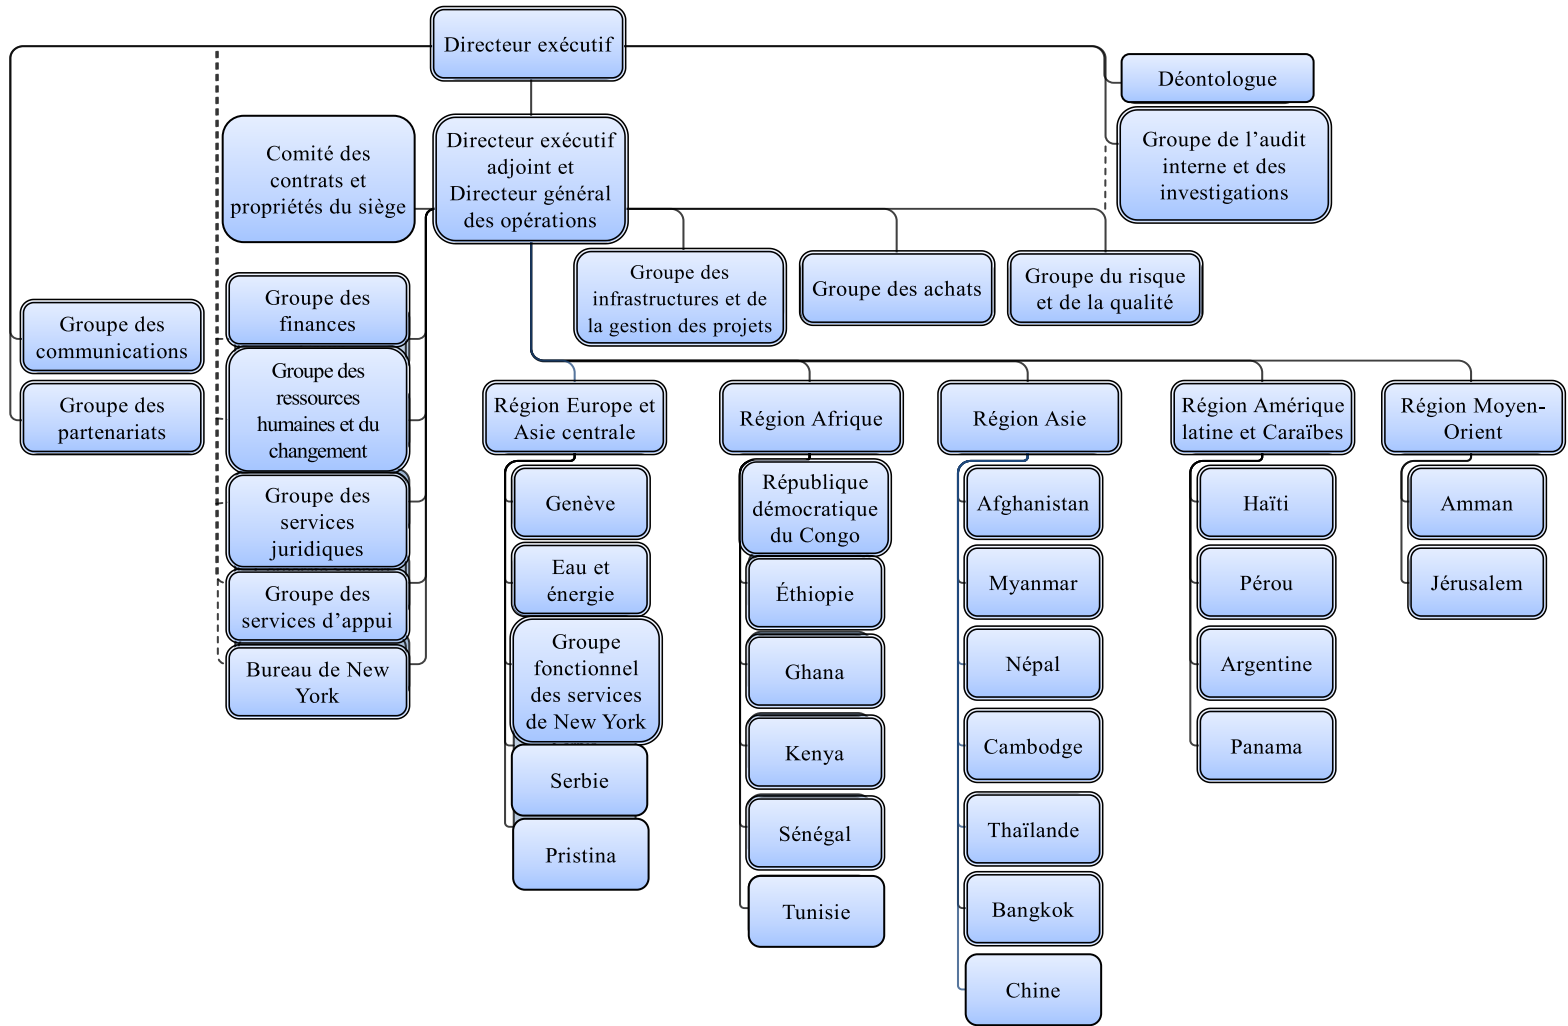 Directeur exécutif
Déontologue
Groupe de l’audit
interne et des
investigations
Comité des
contrats et
propriétés du siège
Directeur exécutif
adjoint et
Directeur général
des opérations
Groupe des
infrastructures et de
la gestion des projets
Groupe des achats
Groupe du risque
et de la qualité
Groupe des
communications
Groupe des
partenariats
Groupe des
finances
Groupe des
ressources
humaines et du
changement
Groupe des
services
juridiques
Groupe des
services d’appui
Bureau de New
York
Région Europe et
Asie centrale
Genève
Eau et
énergie
Groupe
fonctionnel
des services
de New York
Serbie
Pristina
Région Afrique
République
démocratique
du Congo
Éthiopie
Ghana
Kenya
Sénégal
Tunisie
Région Asie
Afghanistan
Myanmar
Népal
Cambodge
Thaïlande
Bangkok
Chine
Région Amérique
latine et Caraïbes
Haïti
Pérou
Argentine
Panama
Région Moyen-
Orient
Amman
Jérusalem